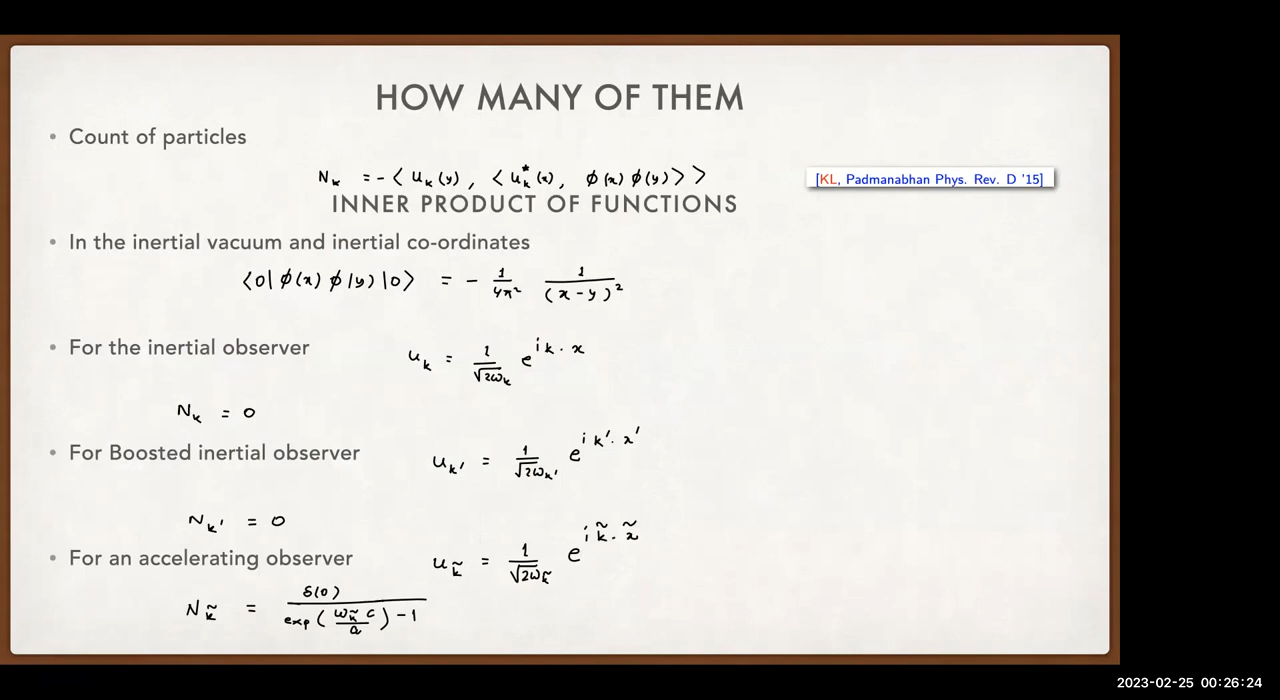 HOW MANY OF THEM
• Count of particles
N_k = - ⟨ u_k(y), ⟨ u_k^*(x), ϕ(x) ϕ(y) ⟩ ⟩
[KL, Padmanabhan Phys. Rev. D '15]
INNER PRODUCT OF FUNCTIONS
• In the inertial vacuum and inertial co-ordinates
⟨0| ϕ(x) ϕ(y) |0⟩ = - 1/4π² 1/(x-y)²
• For the inertial observer
u_k = 1/√2ω_k e^{i k · x}
N_k = 0
• For Boosted inertial observer
u_k' = 1/√2ω_k' e^{i k' · x'}
N_k' = 0
• For an accelerating observer
u_k̃ = 1/√2ω_k̃ e^{i k̃ · x̃}
N_k̃ = δ(0) / exp(ω_k̃ c / a) - 1
2023-02-25 00:26:24